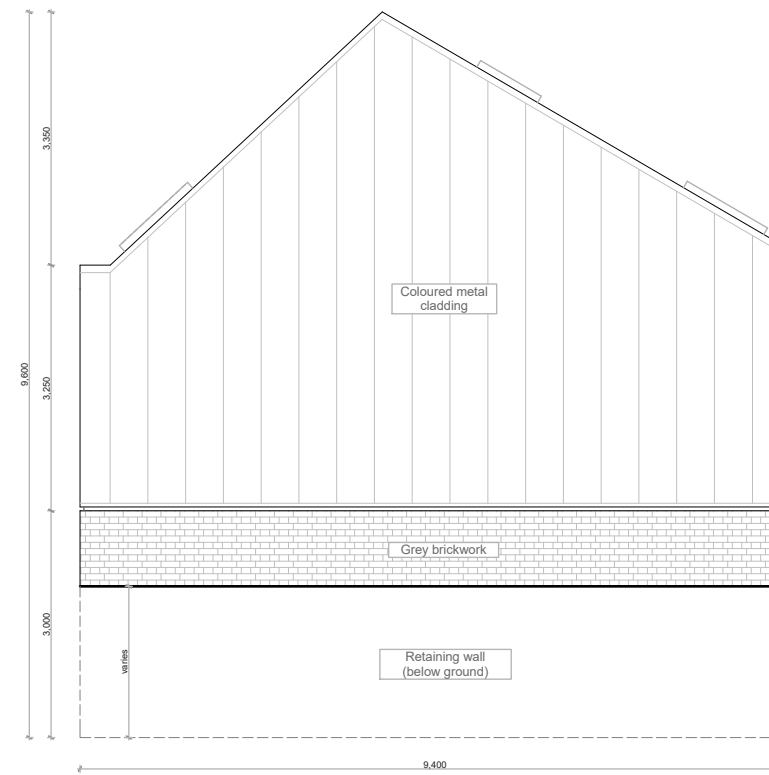 3,350
Coloured metal
cladding
9,600
3,250
Grey brickwork
3,000
varies
Retaining wall
(below ground)
9,400